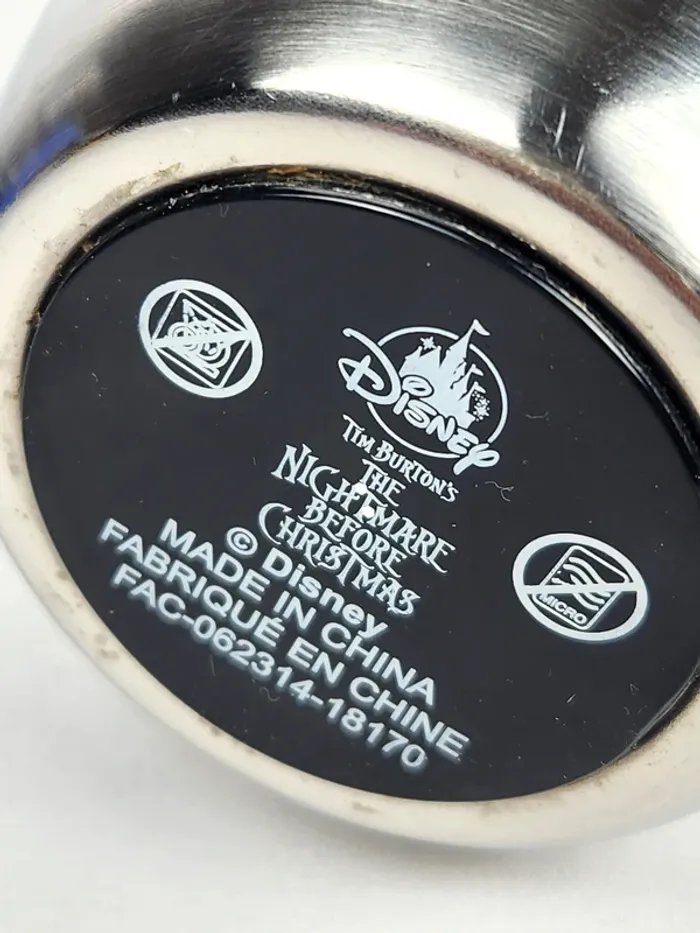 Disney
TIM BURTON'S
THE
NIGHTMARE
BEFORE
CHRISTMAS
© Disney
MADE IN CHINA
FABRIQUÉ EN CHINE
FAC-062314-18170
MICRO